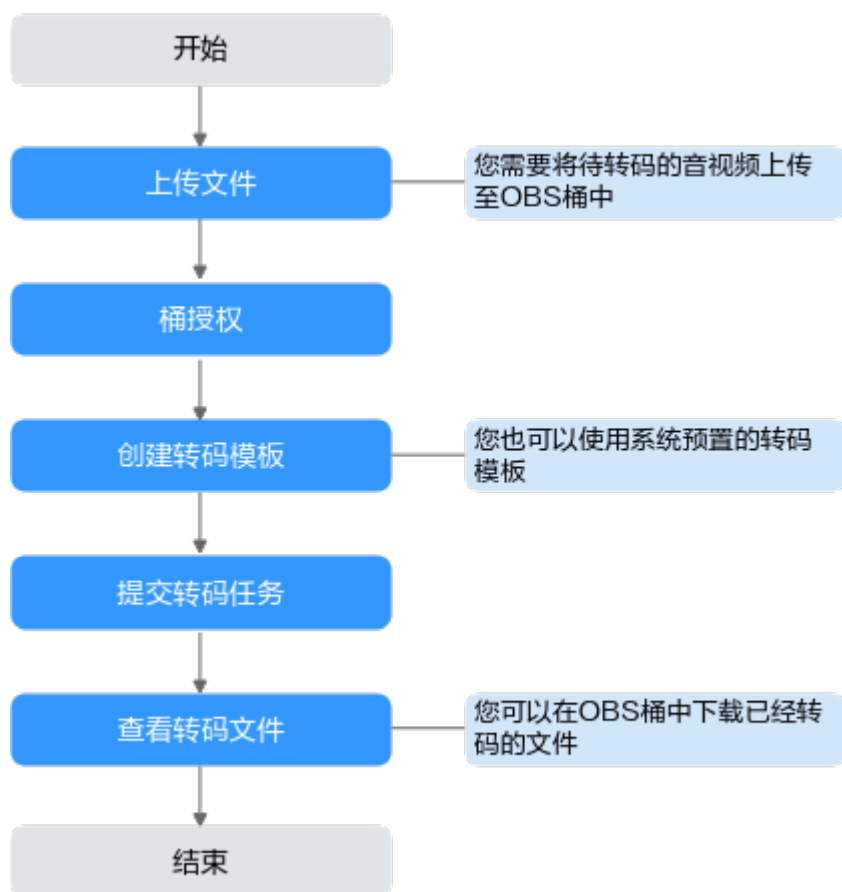 开始
上传文件
您需要将待转码的音视频上传
至OBS桶中
桶授权
创建转码模板
您也可以使用系统预置的转码
模板
提交转码任务
查看转码文件
您可以在OBS桶中下载已经转
码的文件
结束